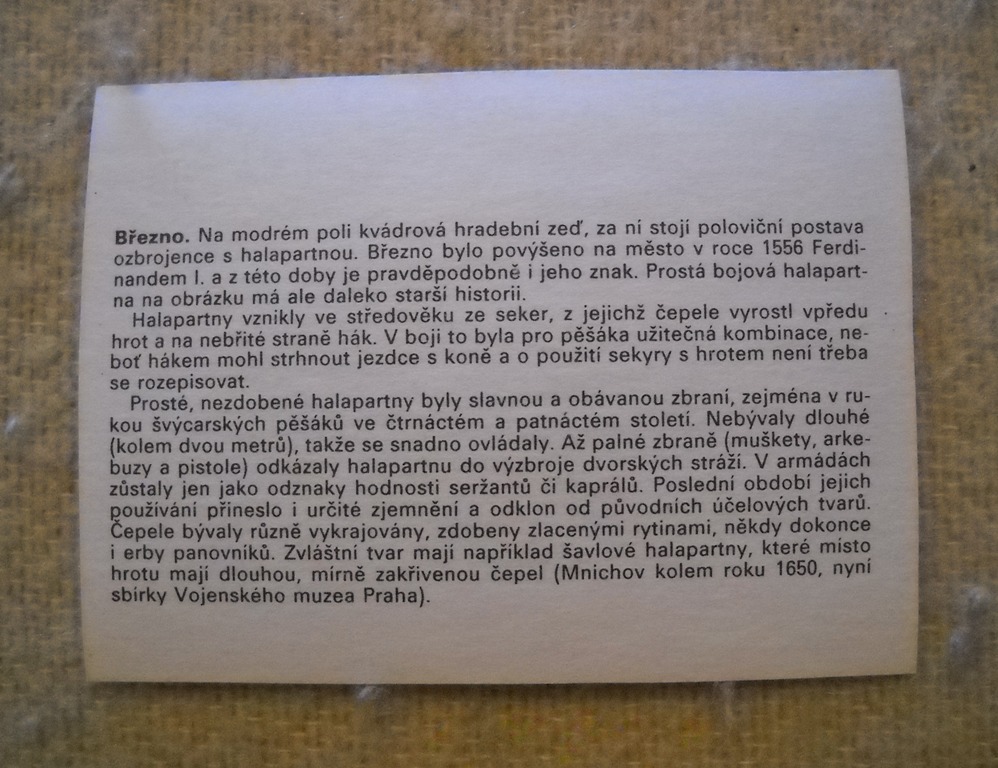 Březno. Na modrém poli kvádrová hradební zeď, za ní stojí poloviční postava
ozbrojence s halapartnou. Březno bylo povýšeno na město v roce 1556 Ferdi-
nandem I. a z této doby je pravděpodobně i jeho znak. Prostá bojová halapart-
na na obrázku má ale daleko starší historii.
Halapartny vznikly ve středověku ze seker, z jejichž čepele vyrostl vpředu
hrot a na nebřité straně hák. V boji to byla pro pěšáka užitečná kombinace, ne-
boť hákem mohl strhnout jezdce s koně a o použití sekyry s hrotem není třeba
se rozepisovat.
Prosté, nezdobené halapartny byly slavnou a obávanou zbraní, zejména v ru-
kou švýcarských pěšáků ve čtrnáctém a patnáctém století. Nebývaly dlouhé
(kolem dvou metrů), takže se snadno ovládaly. Až palné zbraně (muškety, arke-
buzy a pistole) odkázaly halapartnu do výzbroje dvorských stráží. V armádách
zůstaly jen jako odznaky hodnosti seržantů či kaprálů. Poslední období jejich
používání přineslo i určité zjemnění a odklon od původních účelových tvarů.
Čepele bývaly různě vykrajovány, zdobeny zlacenými rytinami, někdy dokonce
i erby panovníků. Zvláštní tvar mají například šavlové halapartny, které místo
hrotu mají dlouhou, mírně zakřivenou čepel (Mnichov kolem roku 1650, nyní
sbírky Vojenského muzea Praha).